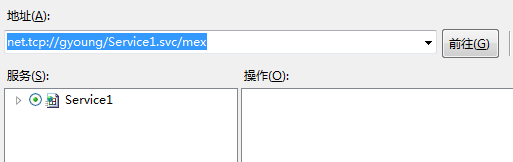 地址(A):
net.tcp://gyoung/Service1.svc/mex
前往(G)
服务(S): 操作(O):
Service1